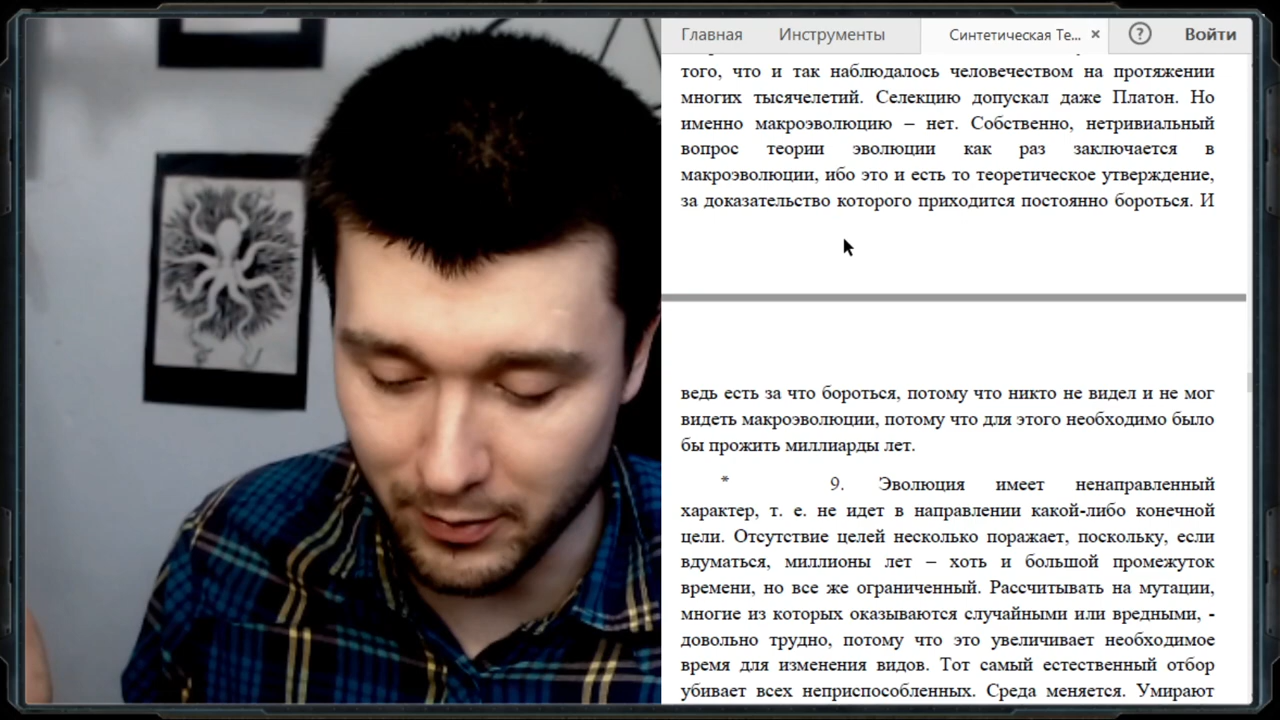 Главная Инструменты Синтетическая Те... × ? Войти
того, что и так наблюдалось человечеством на протяжении
многих тысячелетий. Селекцию допускал даже Платон. Но
именно макроэволюцию – нет. Собственно, нетривиальный
вопрос теории эволюции как раз заключается в
макроэволюции, ибо это и есть то теоретическое утверждение,
за доказательство которого приходится постоянно бороться. И
ведь есть за что бороться, потому что никто не видел и не мог
видеть макроэволюции, потому что для этого необходимо было
бы прожить миллиарды лет.
* 9. Эволюция имеет ненаправленный
характер, т. е. не идет в направлении какой-либо конечной
цели. Отсутствие целей несколько поражает, поскольку, если
вдуматься, миллионы лет – хоть и большой промежуток
времени, но все же ограниченный. Рассчитывать на мутации,
многие из которых оказываются случайными или вредными, -
довольно трудно, потому что это увеличивает необходимое
время для изменения видов. Тот самый естественный отбор
убивает всех неприспособленных. Среда меняется. Умирают